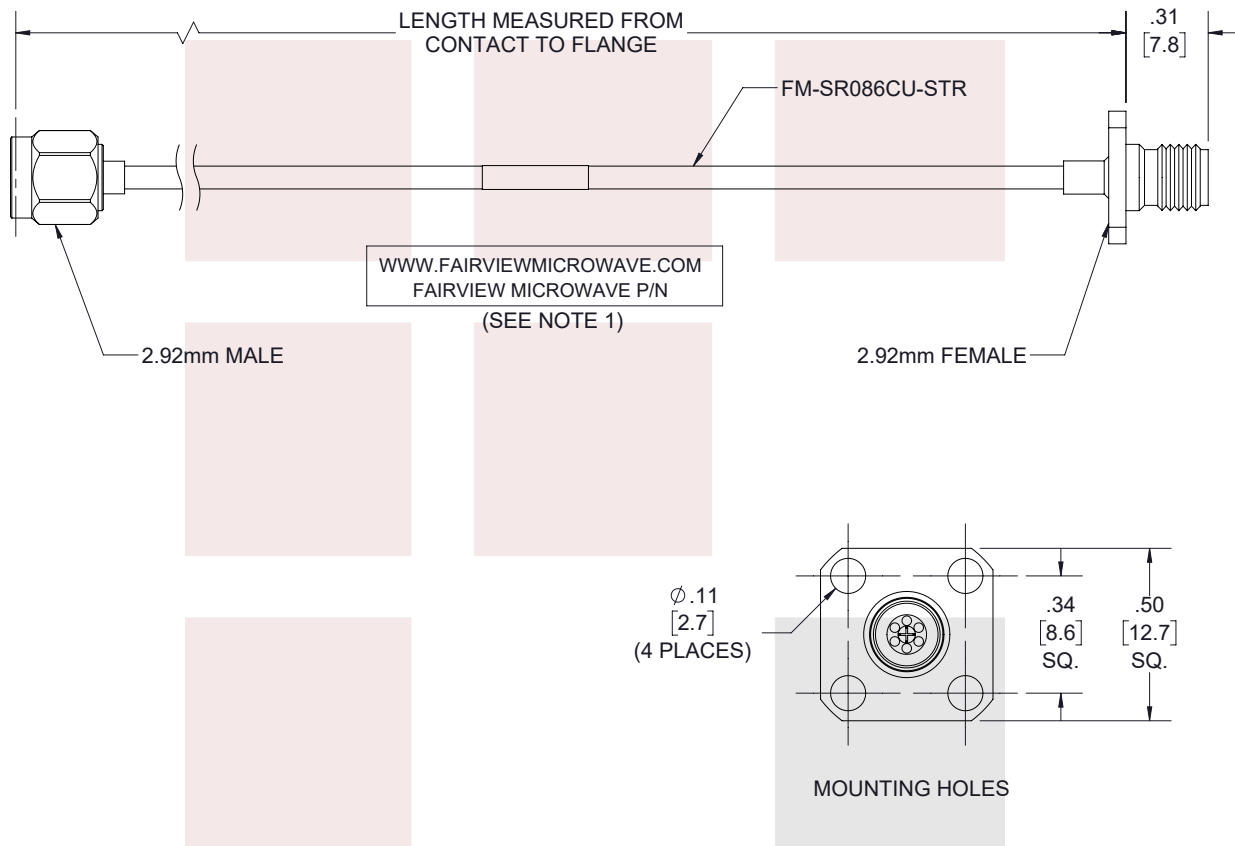 LENGTH MEASURED FROM
CONTACT TO FLANGE
.31
[7.8]
FM-SR086CU-STR
WWW.FAIRVIEWMICROWAVE.COM
FAIRVIEW MICROWAVE P/N
(SEE NOTE 1)
2.92mm MALE
2.92mm FEMALE
∅.11
[2.7]
(4 PLACES)
.34
[8.6]
SQ.
.50
[12.7]
SQ.
MOUNTING HOLES